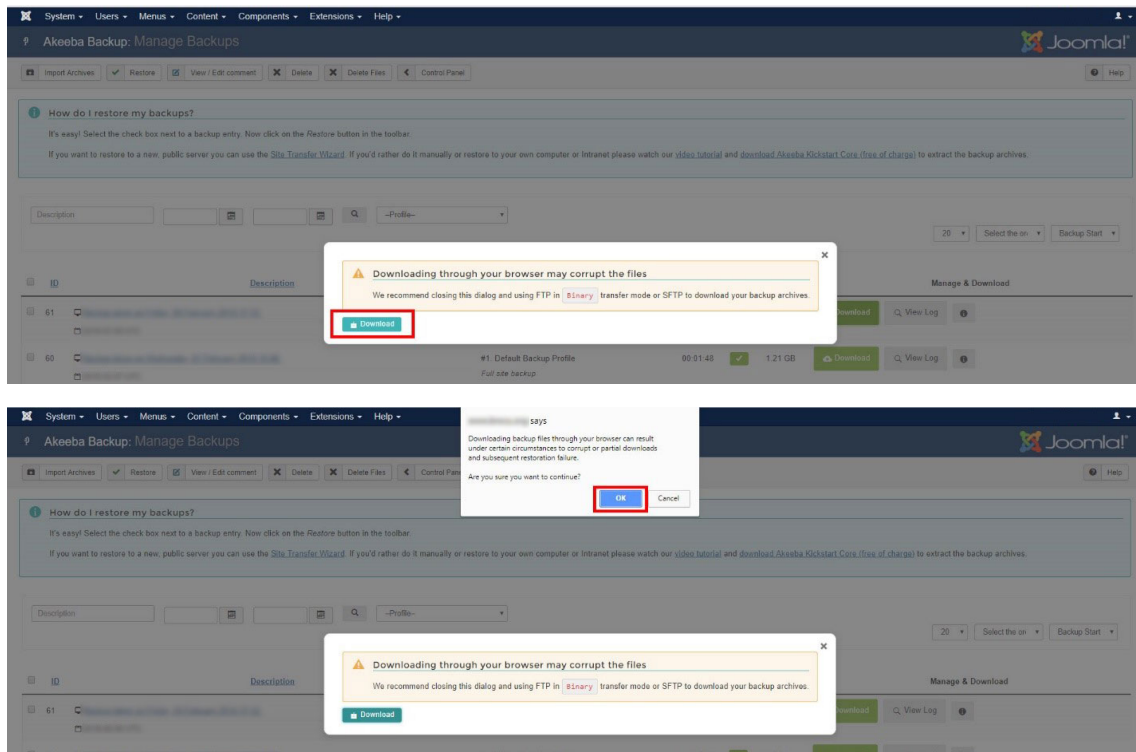 System Users Menus Content Components Extensions Help
Akeeba Backup: Manage Backups
Joomla!®
Import Archives Restore View / Edit comment Delete Delete Files Control Panel Help
How do I restore my backups?
It's easy! Select the check box next to a backup entry. Now click on the Restore button in the toolbar.
If you want to restore to a new, public server you can use the Site Transfer Wizard. If you'd rather do it manually or restore to your own computer or Intranet please watch our video tutorial and download Akeeba Kickstart Core (free of charge) to extract the backup archives.
Description –Profile–
20 Select the or Backup Start
Downloading through your browser may corrupt the files
We recommend closing this dialog and using FTP in Binary transfer mode or SFTP to download your backup archives.
Download
ID Description Manage & Download
61 Download View Log
60 #1. Default Backup Profile 00:01:48 1.21 GB Download View Log
Full site backup
System Users Menus Content Components Extensions Help
says
Downloading backup files through your browser can result
under certain circumstances to corrupt or partial downloads
and subsequent restoration failure.
Are you sure you want to continue?
OK Cancel
Akeeba Backup: Manage Backups
Joomla!®
Import Archives Restore View / Edit comment Delete Delete Files Control Pane Help
How do I restore my backups?
It's easy! Select the check box next to a backup entry. Now click on the Restore button in the toolbar.
If you want to restore to a new, public server you can use the Site Transfer Wizard. If you'd rather do it manually or restore to your own computer or Intranet please watch our video tutorial and download Akeeba Kickstart Core (free of charge) to extract the backup archives.
Description –Profile–
20 Select the or Backup Start
Downloading through your browser may corrupt the files
We recommend closing this dialog and using FTP in Binary transfer mode or SFTP to download your backup archives.
Download
ID Description Manage & Download
61 Download View Log